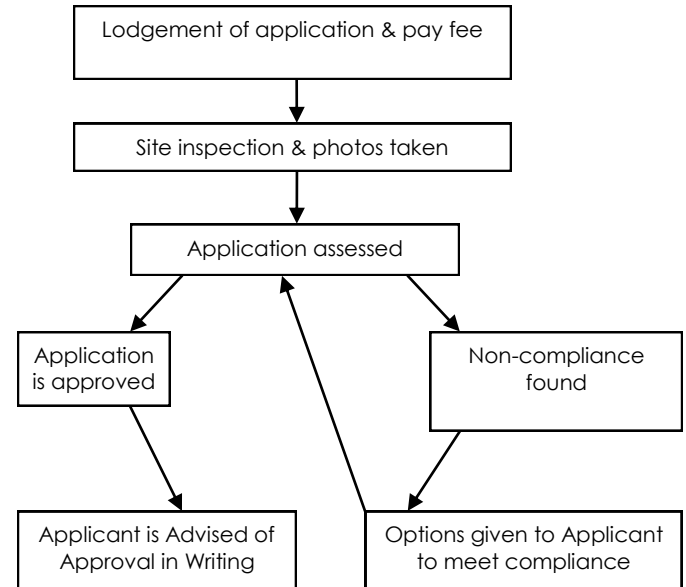 Lodgement of application & pay fee
Site inspection & photos taken
Application assessed
Application
is approved
Non-compliance
found
Applicant is Advised of
Approval in Writing
Options given to Applicant
to meet compliance